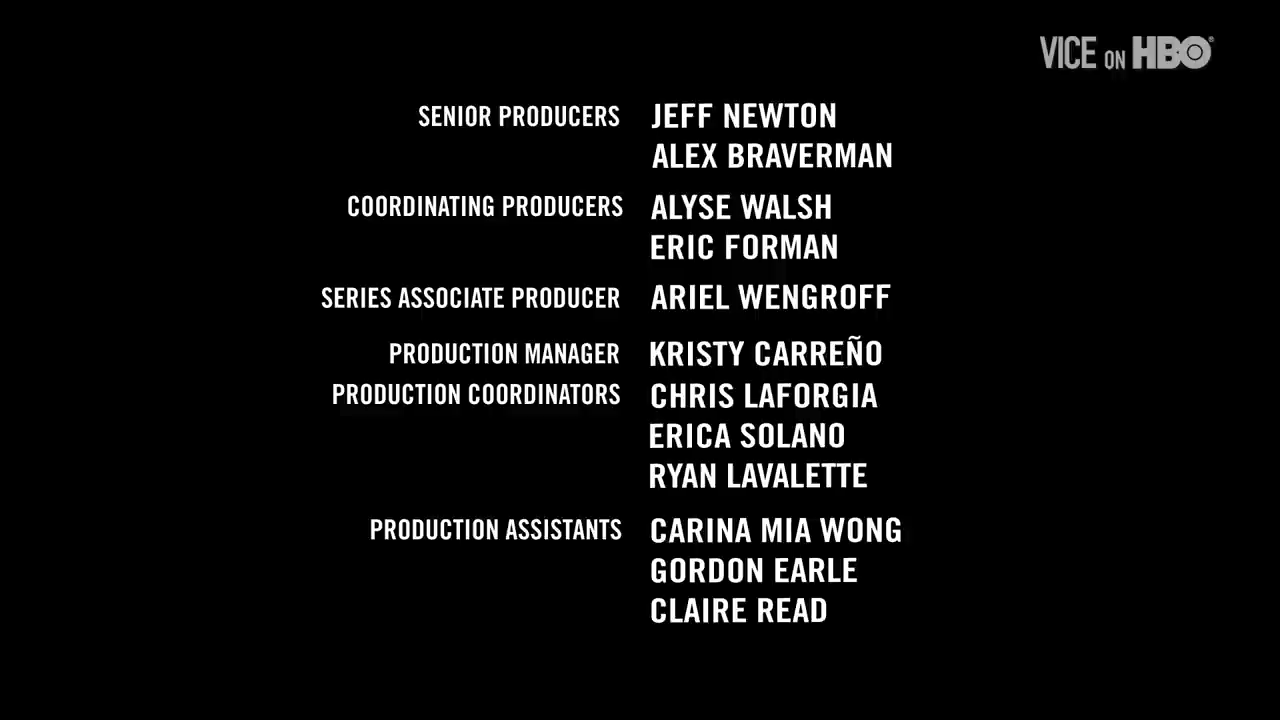 VICE ON HBO®
SENIOR PRODUCERS JEFF NEWTON
ALEX BRAVERMAN
COORDINATING PRODUCERS ALYSE WALSH
ERIC FORMAN
SERIES ASSOCIATE PRODUCER ARIEL WENGROFF
PRODUCTION MANAGER KRISTY CARREÑO
PRODUCTION COORDINATORS CHRIS LAFORGIA
ERICA SOLANO
RYAN LAVALETTE
PRODUCTION ASSISTANTS CARINA MIA WONG
GORDON EARLE
CLAIRE READ